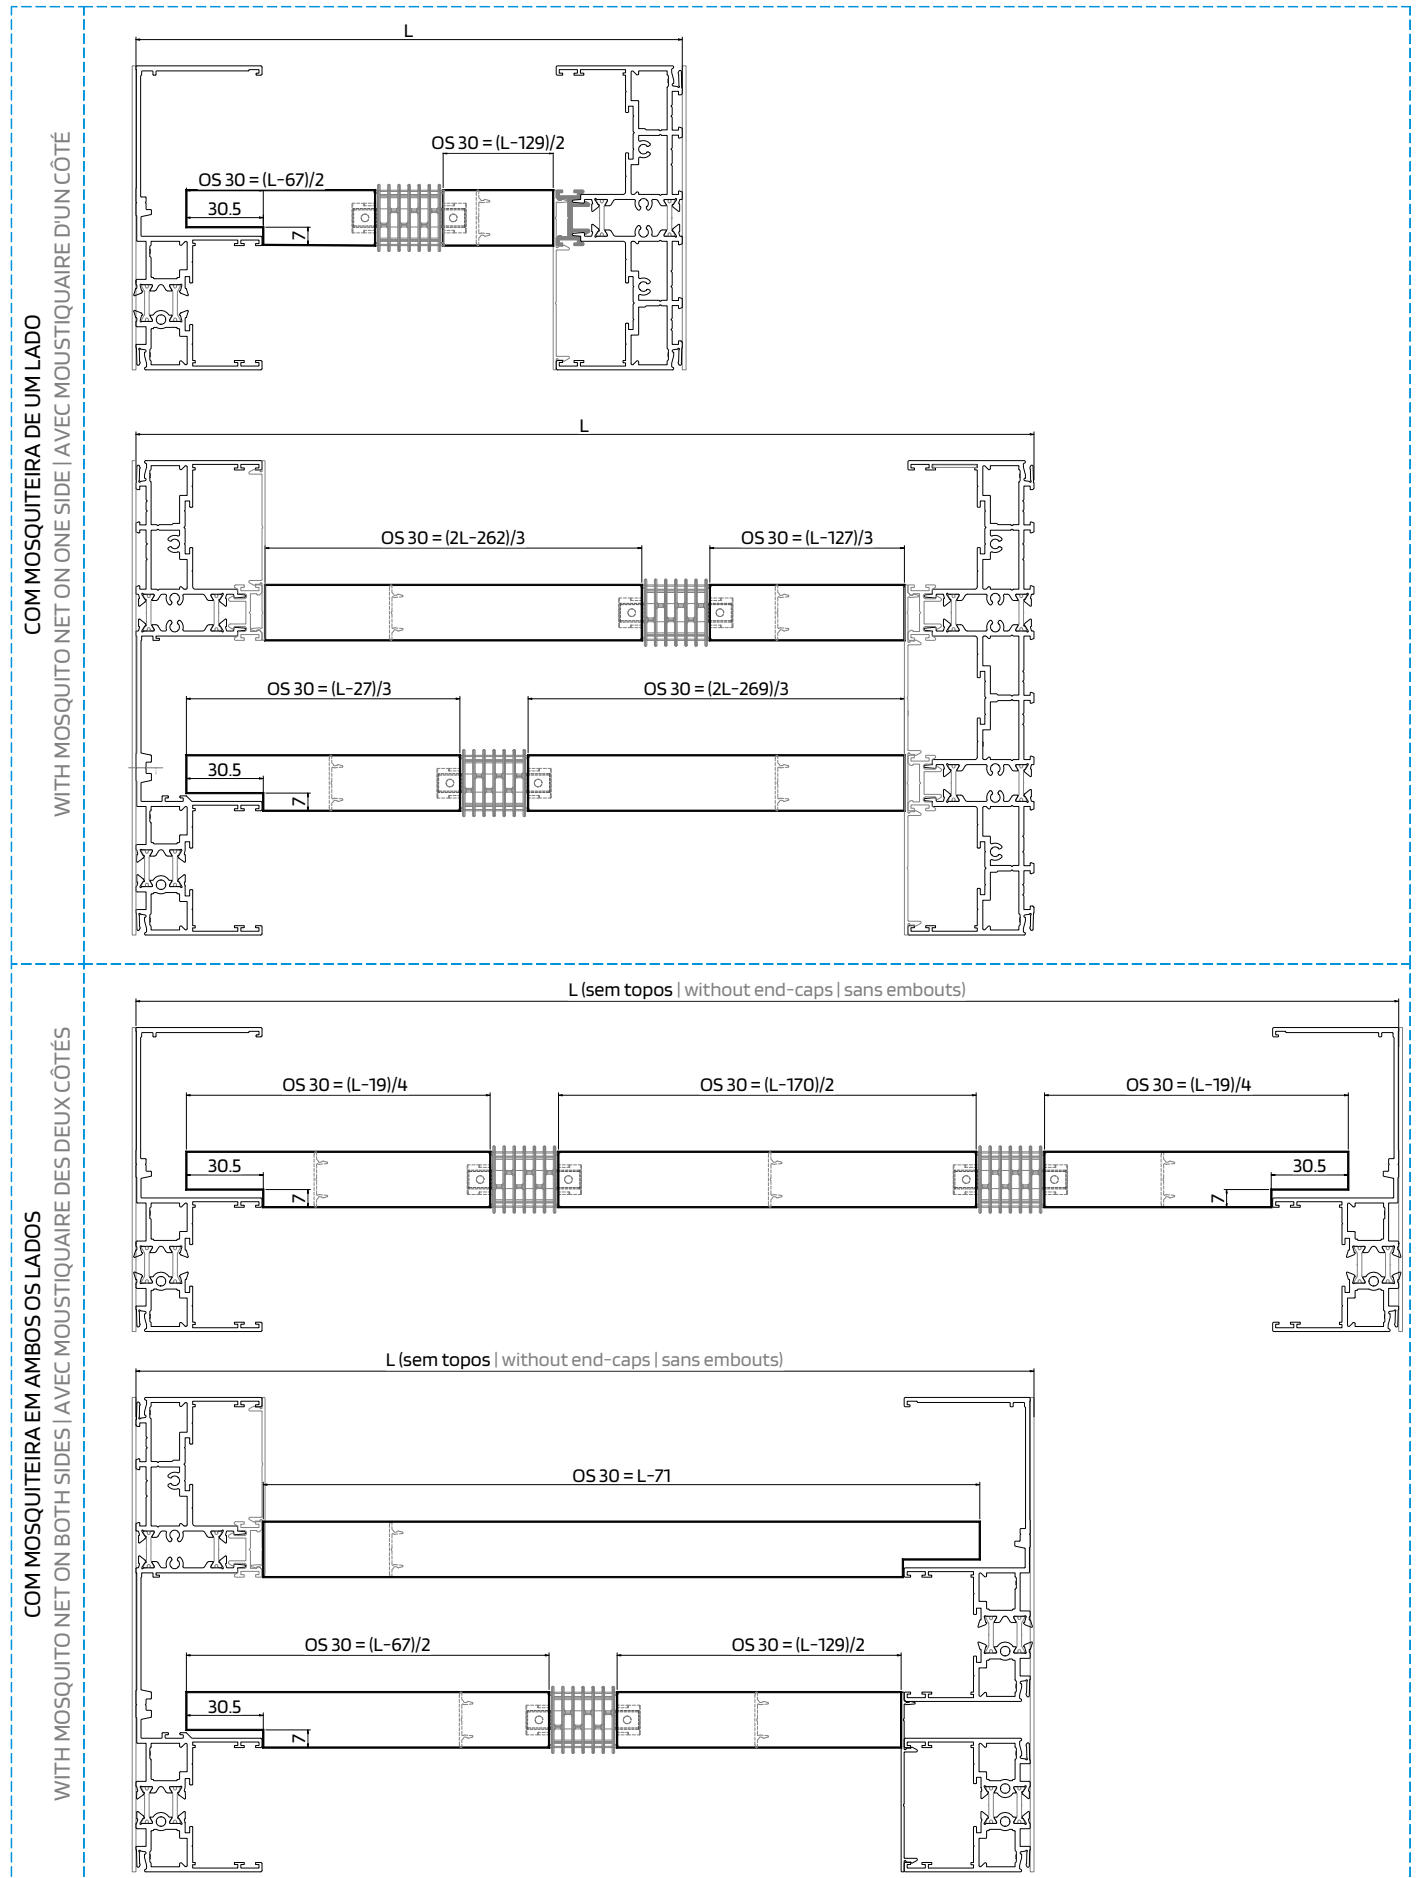 COM MOSQUITEIRA DE UM LADO
WITH MOSQUITO NET ON ONE SIDE | AVEC MOUSTIQUAIRE D'UN CÔTÉ
L
OS 30 = (L-129)/2
OS 30 = (L-67)/2
30.5
7
L
OS 30 = (2L-262)/3
OS 30 = (L-127)/3
OS 30 = (L-27)/3
OS 30 = (2L-269)/3
30.5
7
COM MOSQUITEIRA EM AMBOS OS LADOS
WITH MOSQUITO NET ON BOTH SIDES | AVEC MOUSTIQUAIRE DES DEUX CÔTÉS
L (sem topos | without end-caps | sans embouts)
OS 30 = (L-19)/4
OS 30 = (L-170)/2
OS 30 = (L-19)/4
30.5
30.5
7
7
L (sem topos | without end-caps | sans embouts)
OS 30 = L-71
OS 30 = (L-67)/2
OS 30 = (L-129)/2
30.5
7